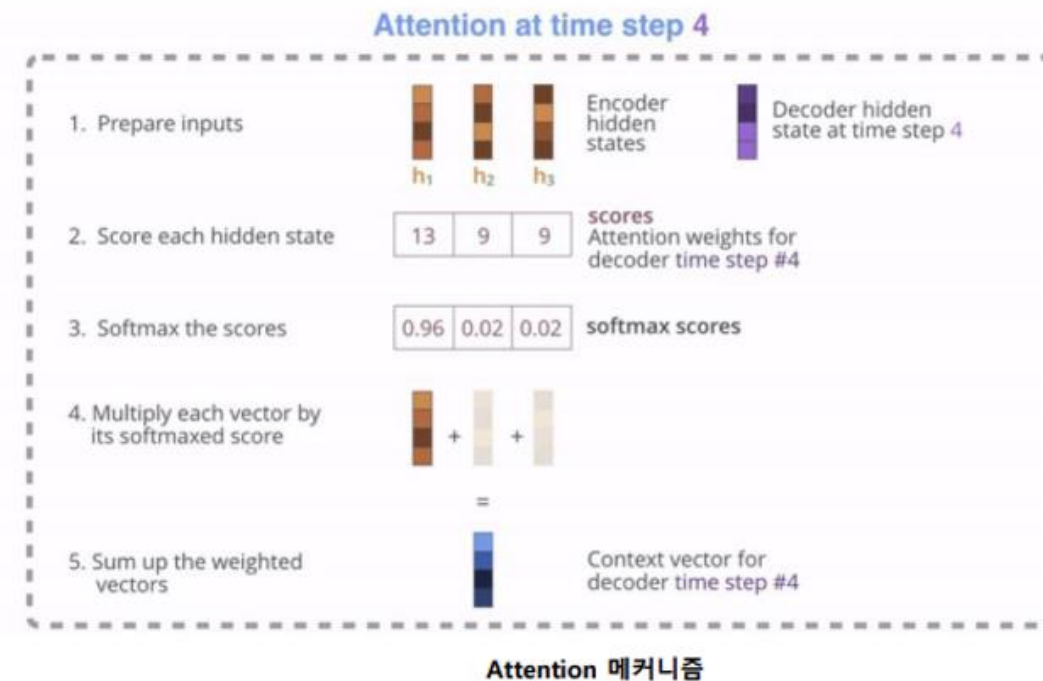 Attention at time step 4
1. Prepare inputs
h₁ h₂ h₃
Encoder
hidden
states
Decoder hidden
state at time step 4
2. Score each hidden state
13 9 9
scores
Attention weights for
decoder time step #4
3. Softmax the scores
0.96 0.02 0.02
softmax scores
4. Multiply each vector by
its softmaxed score
+ +
=
5. Sum up the weighted
vectors
Context vector for
decoder time step #4
Attention 메커니즘